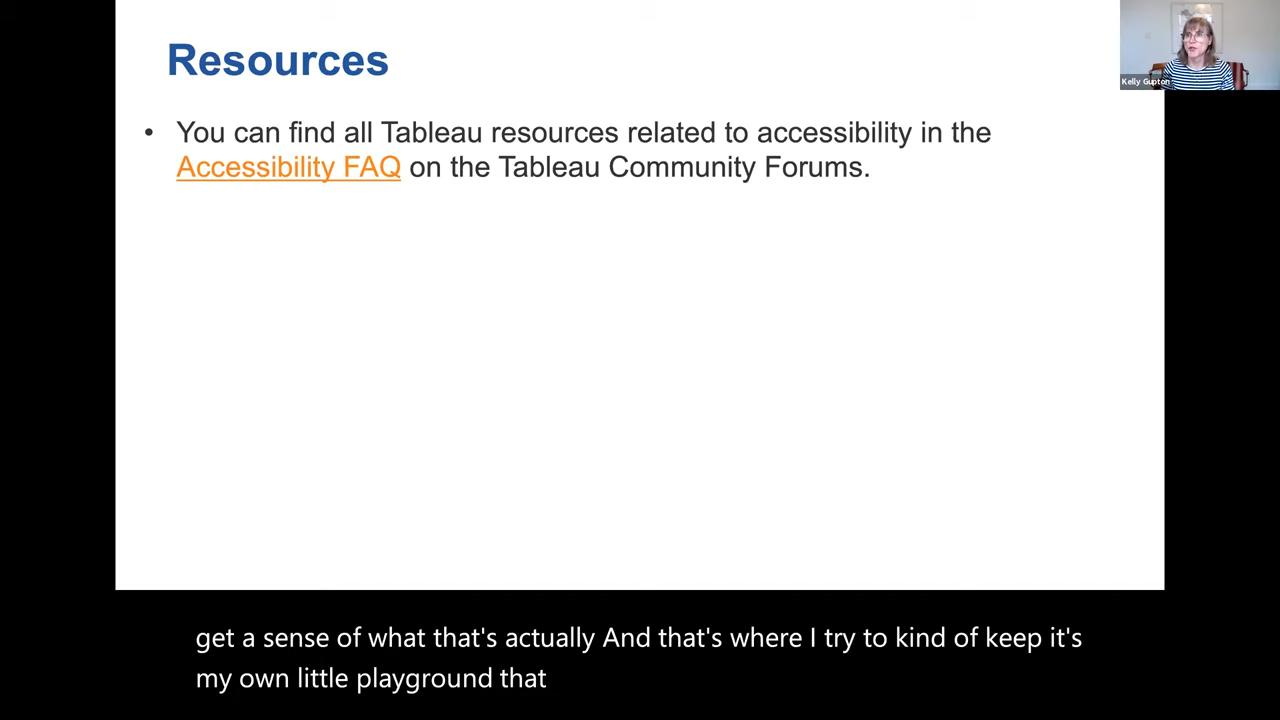 Resources
• You can find all Tableau resources related to accessibility in the
Accessibility FAQ on the Tableau Community Forums.
Kelly Gupton
get a sense of what that's actually And that's where I try to kind of keep it's
my own little playground that